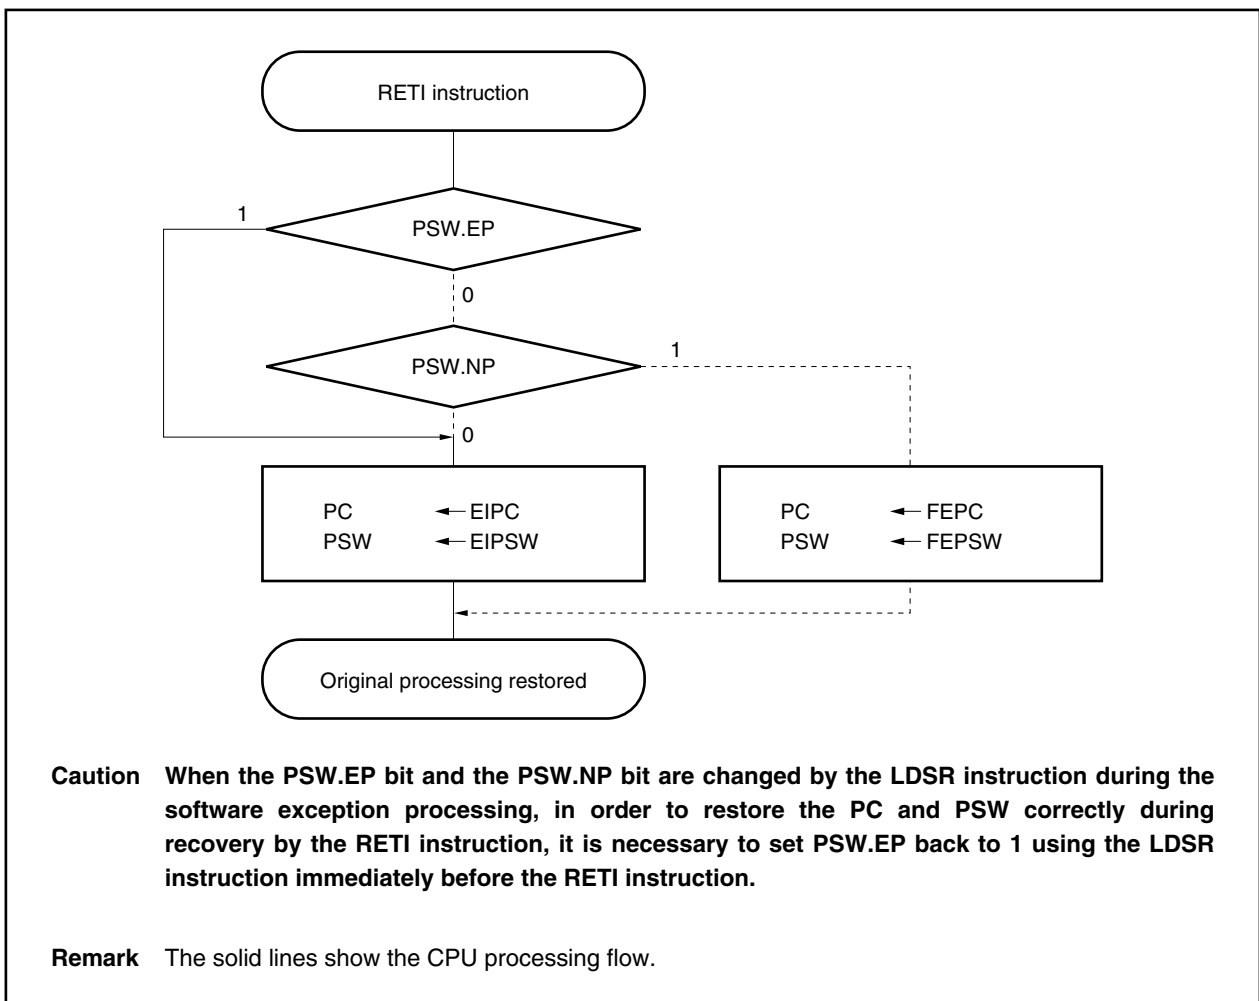 RETI instruction
1
PSW.EP
0
1
PSW.NP
0
PC EIPC
PSW EIPSW
PC FEPC
PSW FEPSW
Original processing restored
Caution When the PSW.EP bit and the PSW.NP bit are changed by the LDSR instruction during the
software exception processing, in order to restore the PC and PSW correctly during
recovery by the RETI instruction, it is necessary to set PSW.EP back to 1 using the LDSR
instruction immediately before the RETI instruction.
Remark The solid lines show the CPU processing flow.